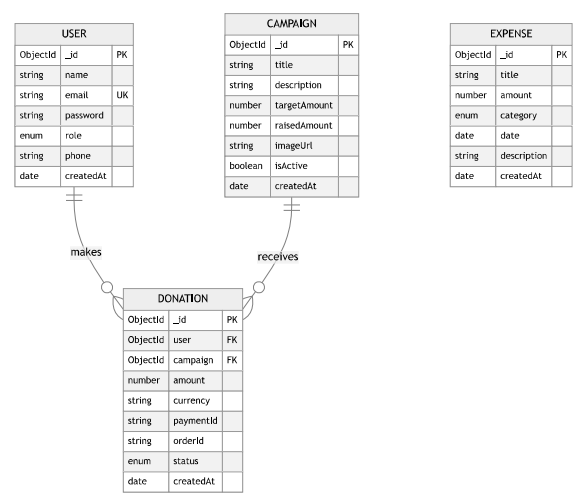 USER
ObjectId _id PK
string name
string email UK
string password
enum role
string phone
date createdAt
CAMPAIGN
ObjectId _id PK
string title
string description
number targetAmount
number raisedAmount
string imageUrl
boolean isActive
date createdAt
EXPENSE
ObjectId _id PK
string title
number amount
enum category
date date
string description
date createdAt
makes
receives
DONATION
ObjectId _id PK
ObjectId user FK
ObjectId campaign FK
number amount
string currency
string paymentId
string orderId
enum status
date createdAt